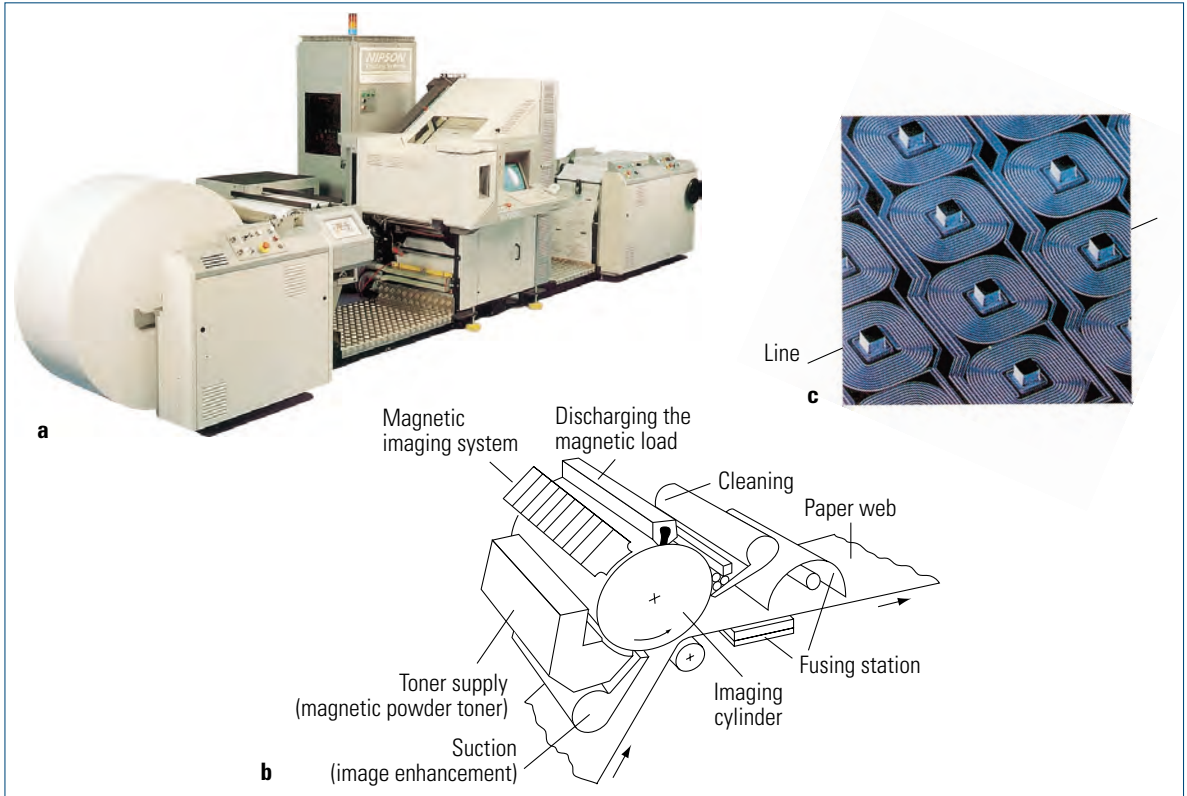 NIPSON
a
Line
c
Magnetic
imaging system
Discharging the
magnetic load
Cleaning
Paper web
Toner supply
(magnetic powder toner)
Suction
(image enhancement)
Imaging
cylinder
Fusing station
b